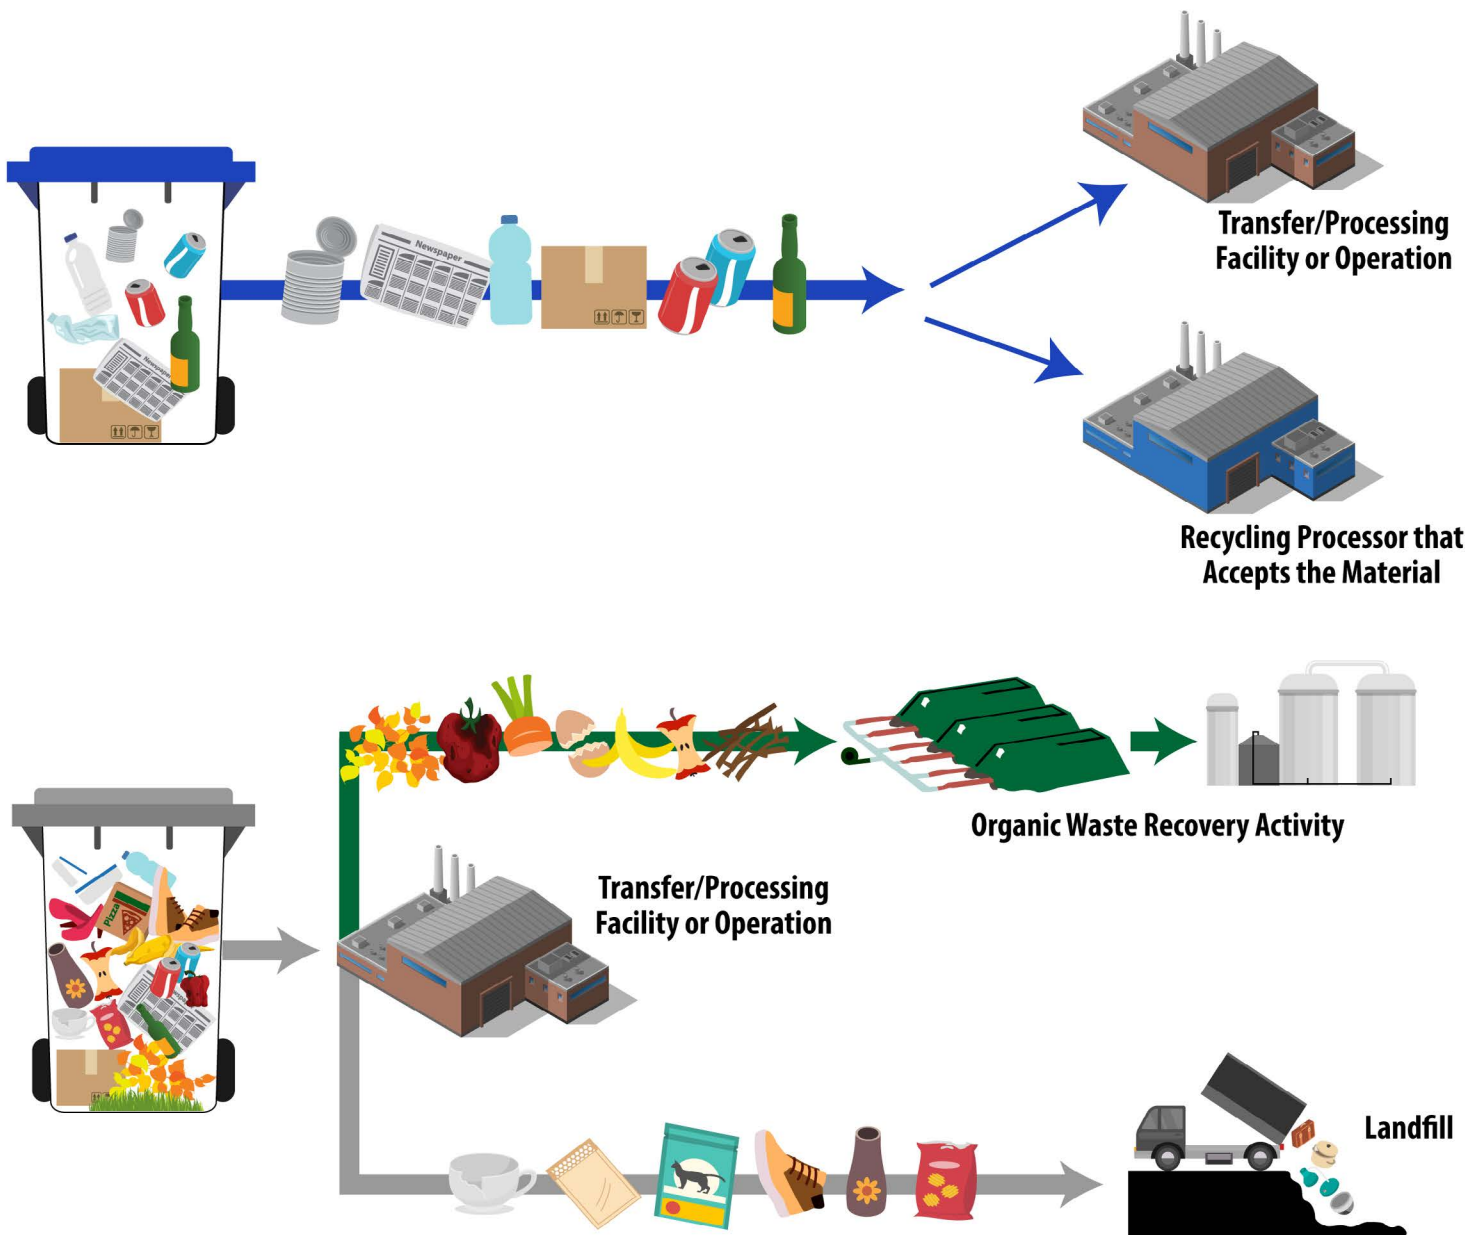 Transfer/Processing
Facility or Operation
Newspaper
Newspaper
Recycling Processor that
Accepts the Material
Organic Waste Recovery Activity
Transfer/Processing
Facility or Operation
Pizza
Landfill